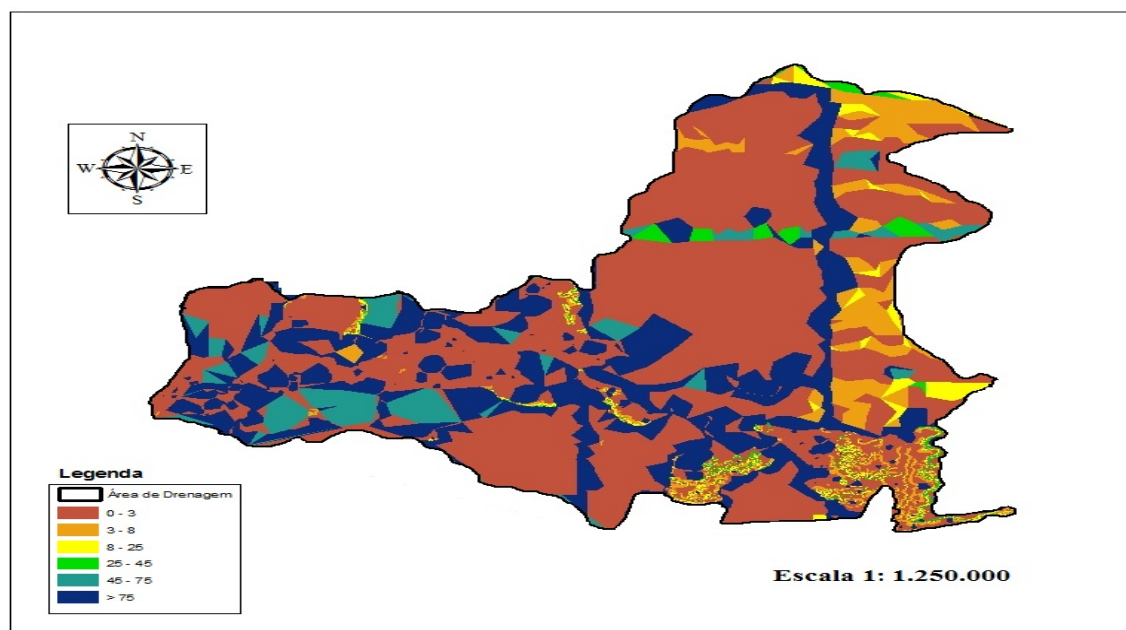 N
W E
S
Legenda
Àrea de Drenagem
0 - 3
3 - 8
8 - 25
25 - 45
45 - 75
> 75
Escala 1: 1.250.000